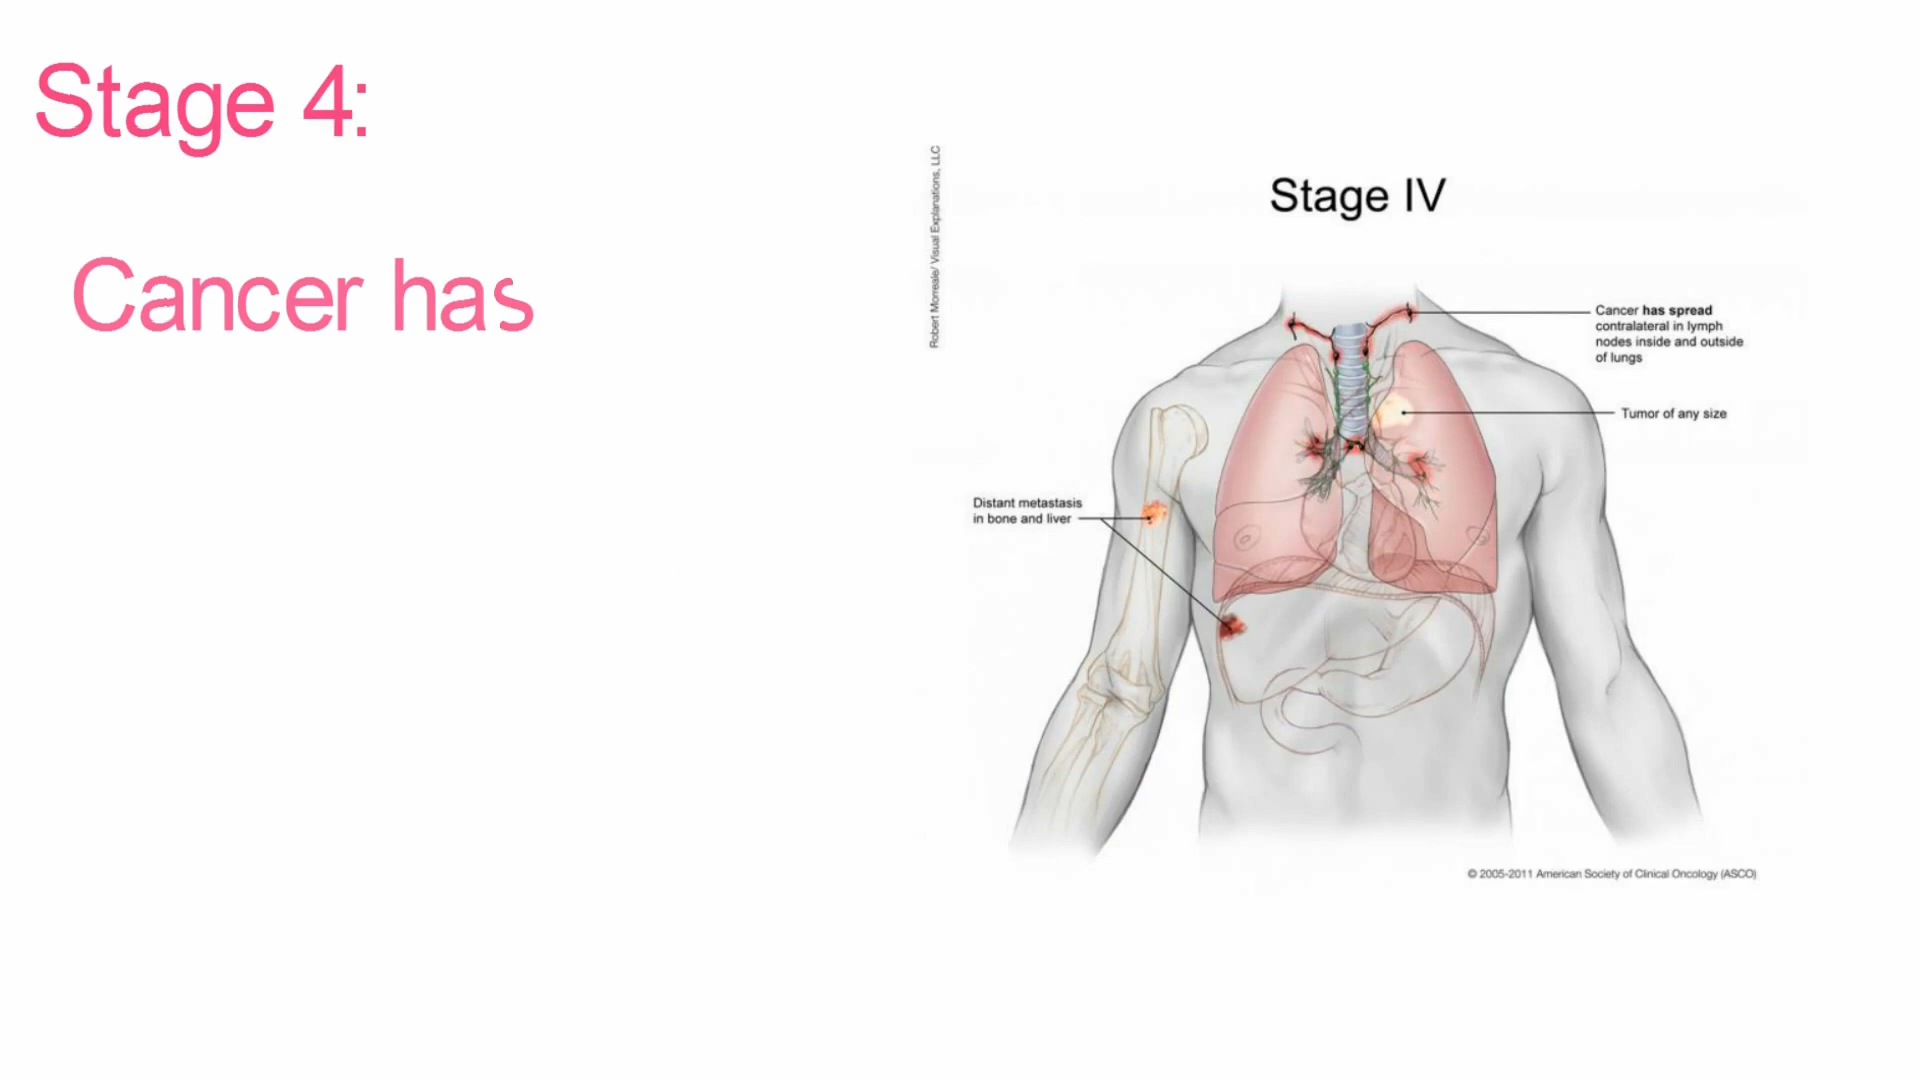 Stage 4:
Cancer has
Robert Morreale/ Visual Explanations, LLC
Stage IV
Cancer has spread
contralateral in lymph
nodes inside and outside
of lungs
Tumor of any size
Distant metastasis
in bone and liver
© 2005-2011 American Society of Clinical Oncology (ASCO)